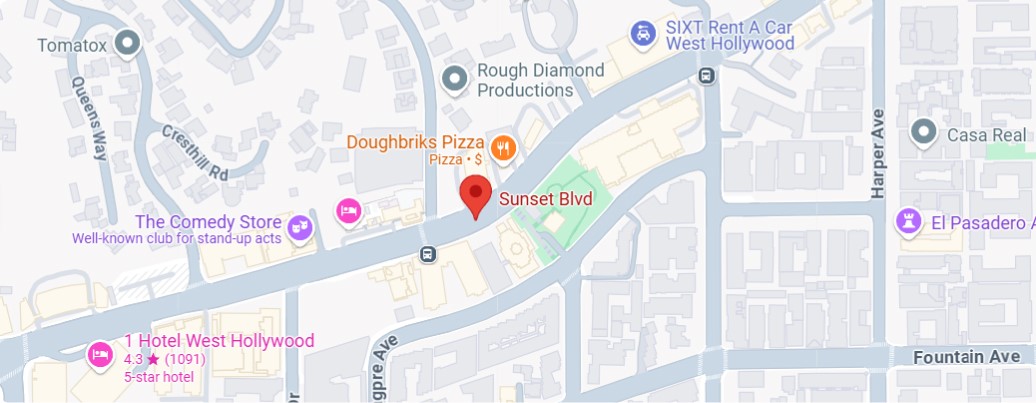 SIXT Rent A Car
West Hollywood
Tomatox
Rough Diamond
Productions
Queens Way
Cresthill Rd
Doughbriks Pizza
Pizza • $
Harper Ave
Casa Real
Sunset Blvd
The Comedy Store
Well-known club for stand-up acts
El Pasadero A
1 Hotel West Hollywood
4.3 ★ (1091)
5-star hotel
ngpre Ave
Fountain Ave